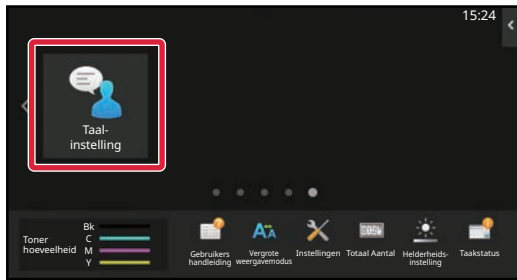 15:24
Taal-
instelling
Bk
Toner
hoeveelheid
C
M
Y
Gebruikers
handleiding
Vergrote
weergavemodus
Instellingen
Totaal Aantal
Helderheids-
instelling
Taakstatus